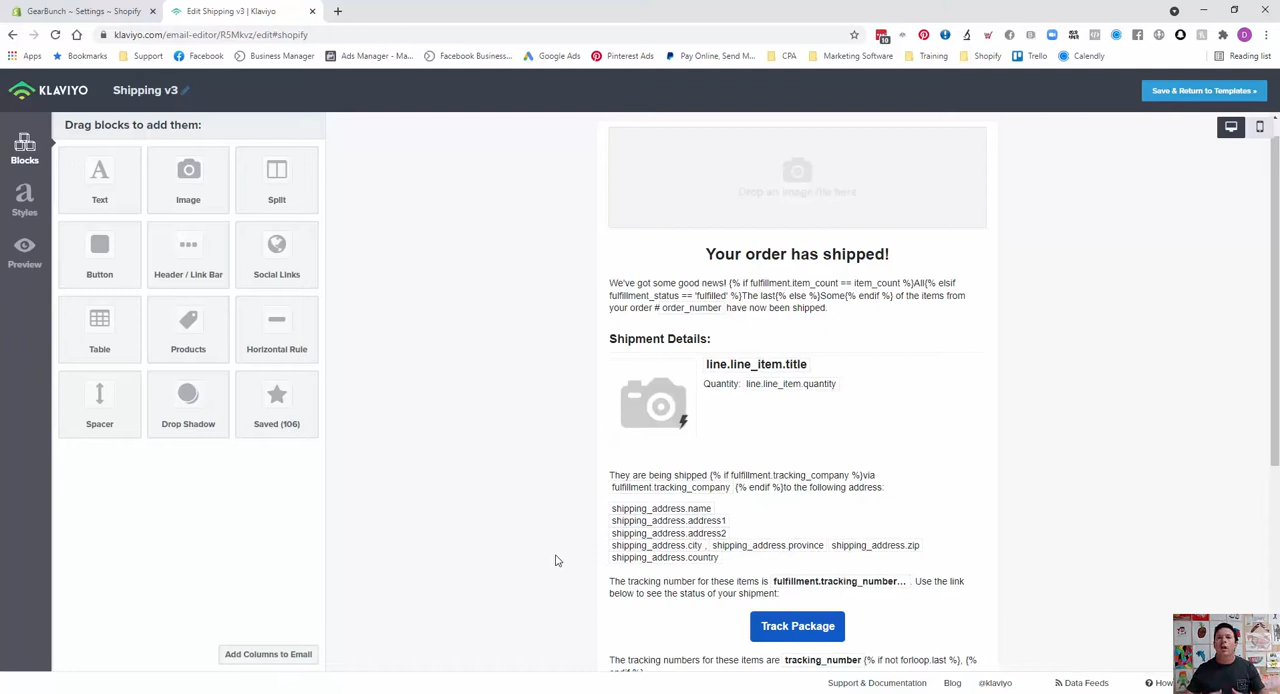 GearBunch ~ Settings ~ Shopify
Edit Shipping v3 | Klaviyo
klaviyo.com/email-editor/R5Mkvz/edit#shopify
Apps
Bookmarks
Support
Facebook
Business Manager
Ads Manager - Ma...
Facebook Business...
Google Ads
Pinterest Ads
Pay Online, Send M...
CPA
Marketing Software
Training
Shopify
Trello
Calendly
Reading list
KLAVIYO
Shipping v3
Save & Return to Templates »
Blocks
Styles
Preview
Drag blocks to add them:
Text
Image
Split
Button
Header / Link Bar
Social Links
Table
Products
Horizontal Rule
Spacer
Drop Shadow
Saved (106)
Add Columns to Email
Drop an image file here
Your order has shipped!
We've got some good news! {% if fulfillment.item_count == item_count %}All{% elsif
fulfillment_status == 'fulfilled' %}The last{% else %}Some{% endif %} of the items from
your order # order_number have now been shipped.
Shipment Details:
line.line_item.title
Quantity: line.line_item.quantity
They are being shipped {% if fulfillment.tracking_company %}via
fulfillment.tracking_company {% endif %}to the following address:
shipping_address.name
shipping_address.address1
shipping_address.address2
shipping_address.city , shipping_address.province shipping_address.zip
shipping_address.country
The tracking number for these items is fulfillment.tracking_number... . Use the link
below to see the status of your shipment:
Track Package
The tracking numbers for these items are tracking_number {% if not forloop.last %}, {%
Support & Documentation
Blog
@klaviyo
Data Feeds
How